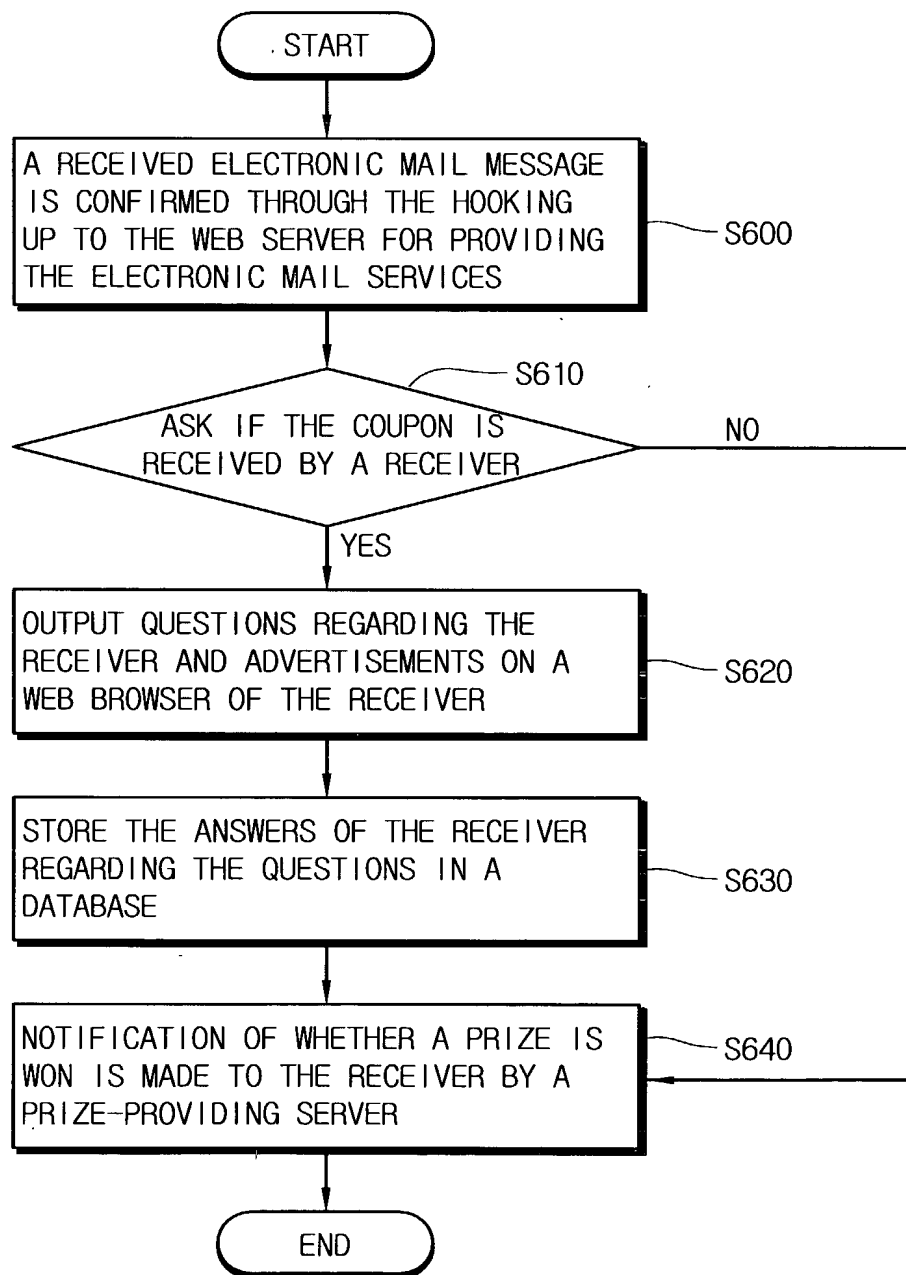 START
A RECEIVED ELECTRONIC MAIL MESSAGE
IS CONFIRMED THROUGH THE HOOKING
UP TO THE WEB SERVER FOR PROVIDING
THE ELECTRONIC MAIL SERVICES
S600
S610
ASK IF THE COUPON IS
RECEIVED BY A RECEIVER
NO
YES
OUTPUT QUESTIONS REGARDING THE
RECEIVER AND ADVERTISEMENTS ON A
WEB BROWSER OF THE RECEIVER
S620
STORE THE ANSWERS OF THE RECEIVER
REGARDING THE QUESTIONS IN A
DATABASE
S630
NOTIFICATION OF WHETHER A PRIZE IS
WON IS MADE TO THE RECEIVER BY A
PRIZE-PROVIDING SERVER
S640
END